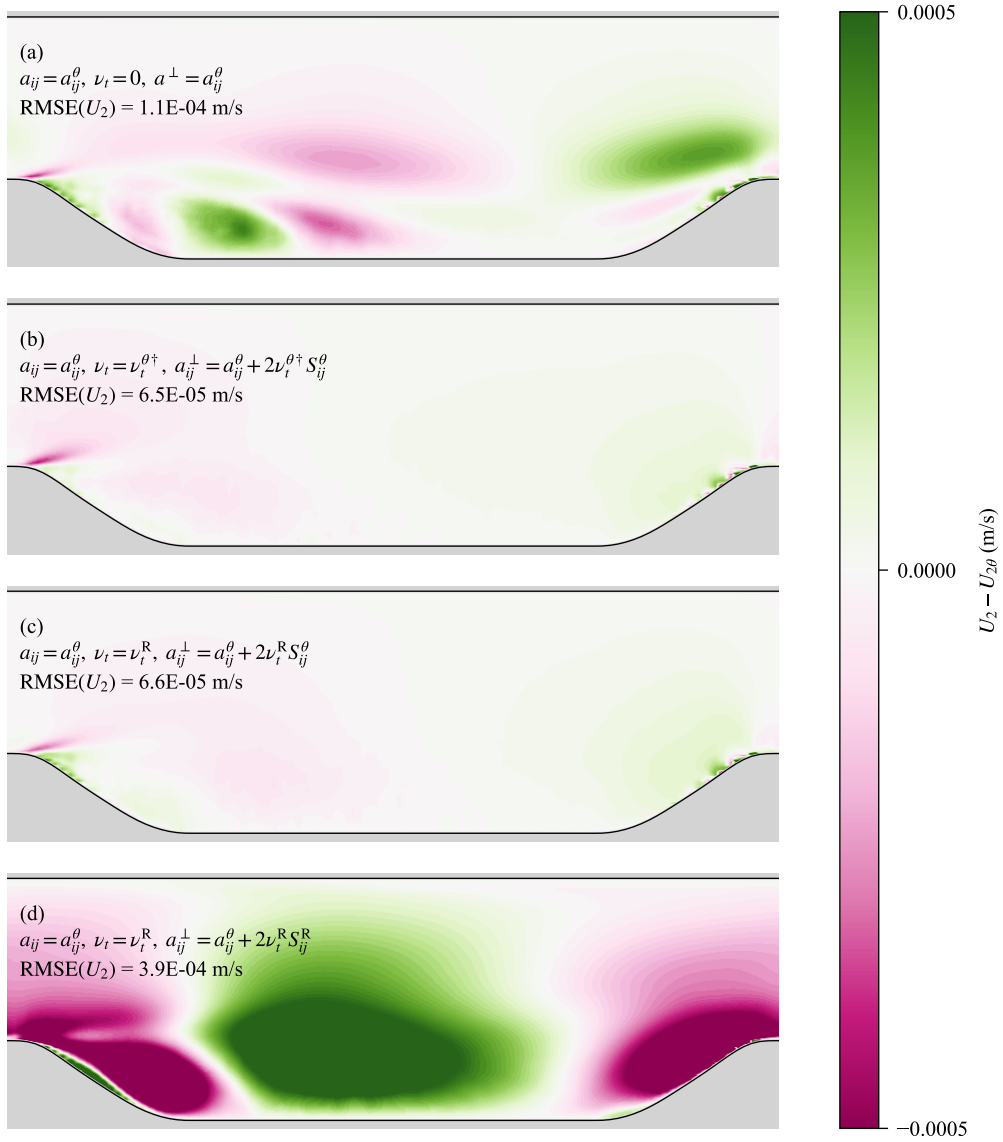 (a)
a_{ij} = a_{ij}^{θ}, ν_t = 0, a^{⊥} = a_{ij}^{θ}
RMSE(U_2) = 1.1E-04 m/s
(b)
a_{ij} = a_{ij}^{θ}, ν_t = ν_t^{θ†}, a_{ij}^{⊥} = a_{ij}^{θ} + 2ν_t^{θ†} S_{ij}^{θ}
RMSE(U_2) = 6.5E-05 m/s
(c)
a_{ij} = a_{ij}^{θ}, ν_t = ν_t^{R}, a_{ij}^{⊥} = a_{ij}^{θ} + 2ν_t^{R} S_{ij}^{θ}
RMSE(U_2) = 6.6E-05 m/s
(d)
a_{ij} = a_{ij}^{θ}, ν_t = ν_t^{R}, a_{ij}^{⊥} = a_{ij}^{θ} + 2ν_t^{R} S_{ij}^{R}
RMSE(U_2) = 3.9E-04 m/s
0.0005
0.0000
−0.0005
U_2 − U_{2θ} (m/s)